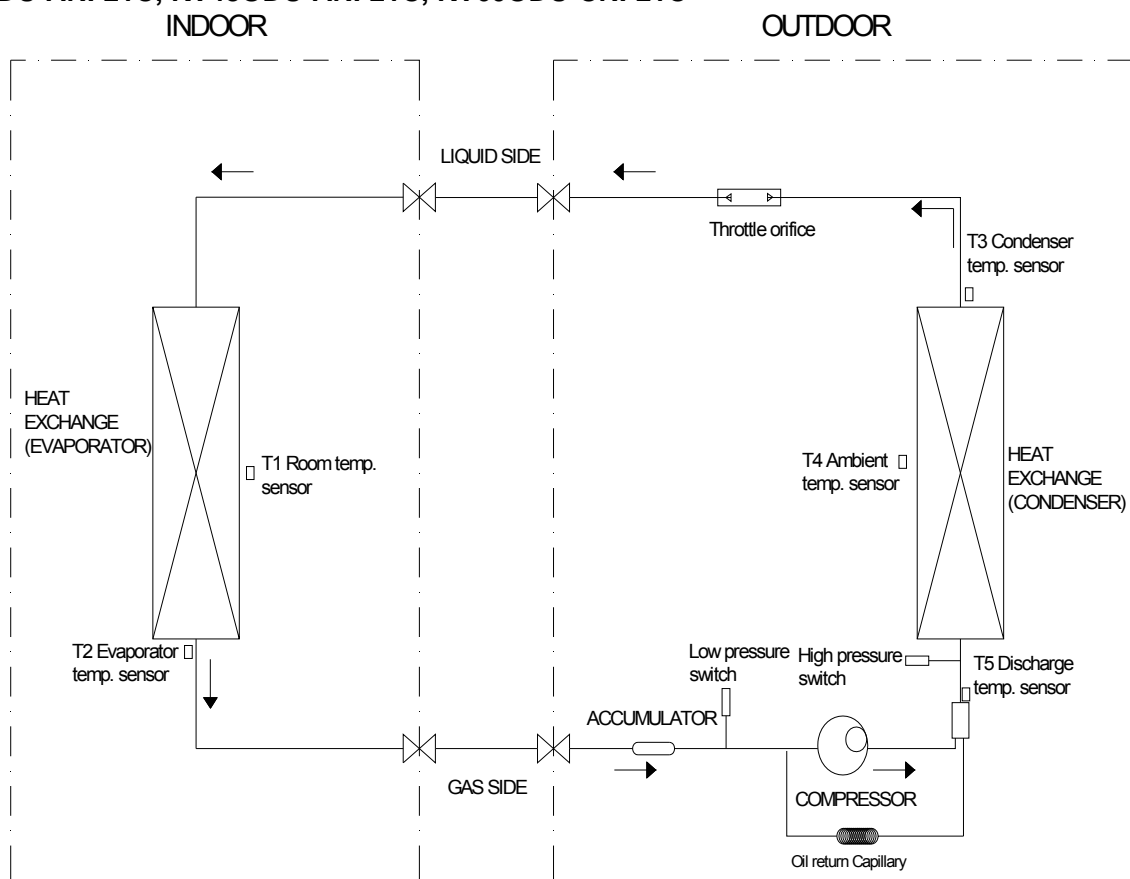 INDOOR
OUTDOOR
LIQUID SIDE
Throttle orifice
T3 Condenser
temp. sensor
HEAT
EXCHANGE
(EVAPORATOR)
T1 Room temp.
sensor
T4 Ambient
temp. sensor
HEAT
EXCHANGE
(CONDENSER)
T2 Evaporator
temp. sensor
Low pressure
switch
High pressure
switch
T5 Discharge
temp. sensor
ACCUMULATOR
GAS SIDE
COMPRESSOR
Oil return Capillary